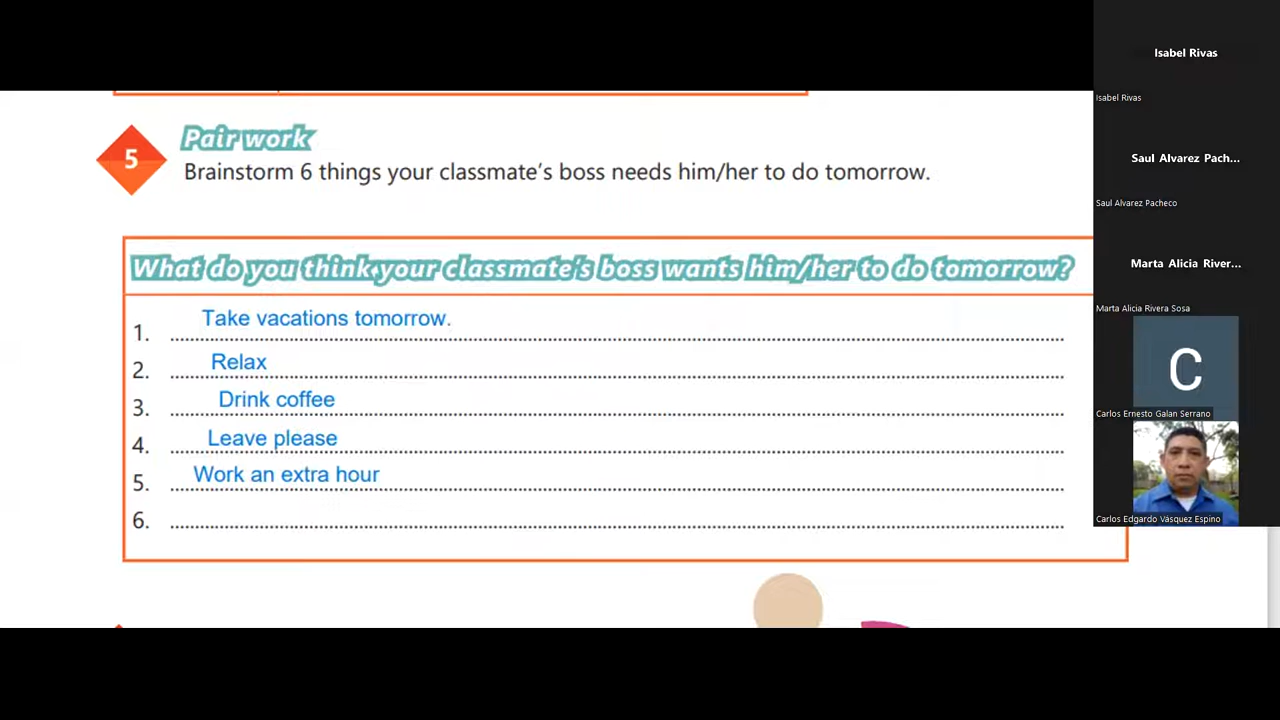 Isabel Rivas
Isabel Rivas
Pair work
5
Brainstorm 6 things your classmate's boss needs him/her to do tomorrow.
Saul Alvarez Pach...
Saul Alvarez Pacheco
What do you think your classmate's boss wants him/her to do tomorrow?
Marta Alicia River...
Marta Alicia Rivera Sosa
1. Take vacations tomorrow.
2. Relax
3. Drink coffee
4. Leave please
5. Work an extra hour
6.
C
Carlos Ernesto Galan Serrano
Carlos Edgardo Vásquez Espino